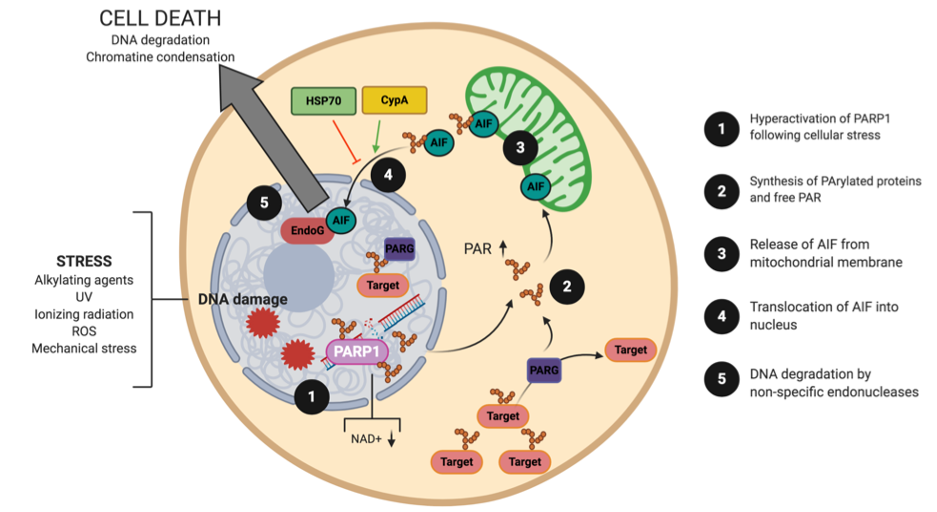 CELL DEATH
DNA degradation
Chromatine condensation
HSP70
CypA
AIF
AIF
3
AIF
4
5
AIF
EndoG
PARG
Target
PAR
2
STRESS
Alkylating agents
UV
Ionizing radiation
ROS
Mechanical stress
DNA damage
PARP1
1
NAD+
PARG
Target
Target
Target
Target
1
Hyperactivation of PARP1
following cellular stress
2
Synthesis of PArylated proteins
and free PAR
3
Release of AIF from
mitochondrial membrane
4
Translocation of AIF into
nucleus
5
DNA degradation by
non-specific endonucleases